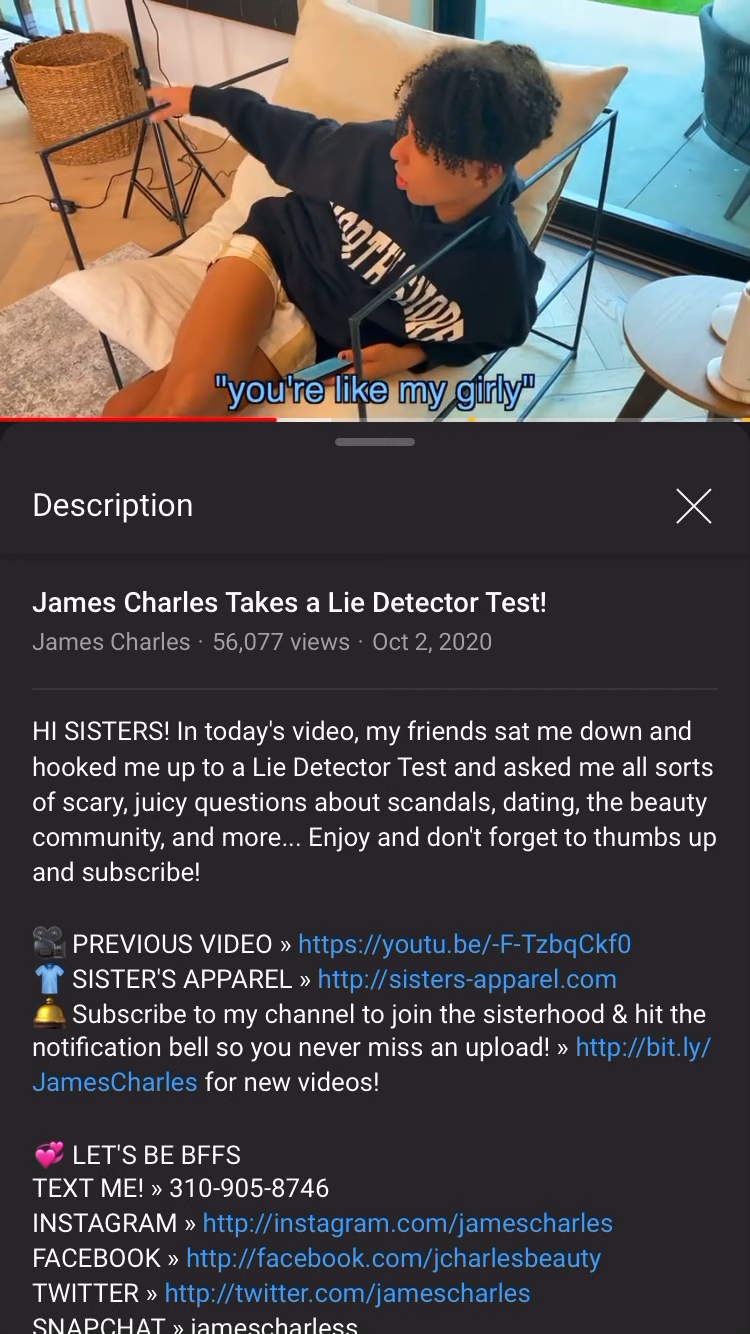 NORTH SHORE
"you're like my girly"
Description
James Charles Takes a Lie Detector Test!
James Charles · 56,077 views · Oct 2, 2020
HI SISTERS! In today's video, my friends sat me down and
hooked me up to a Lie Detector Test and asked me all sorts
of scary, juicy questions about scandals, dating, the beauty
community, and more... Enjoy and don't forget to thumbs up
and subscribe!
🎥 PREVIOUS VIDEO » https://youtu.be/-F-TzbqCkf0
👕 SISTER'S APPAREL » http://sisters-apparel.com
🛎 Subscribe to my channel to join the sisterhood & hit the
notification bell so you never miss an upload! » http://bit.ly/
JamesCharles for new videos!
💞 LET'S BE BFFS
TEXT ME! » 310-905-8746
INSTAGRAM » http://instagram.com/jamescharles
FACEBOOK » http://facebook.com/jcharlesbeauty
TWITTER » http://twitter.com/jamescharles
SNAPCHAT » jamescharless